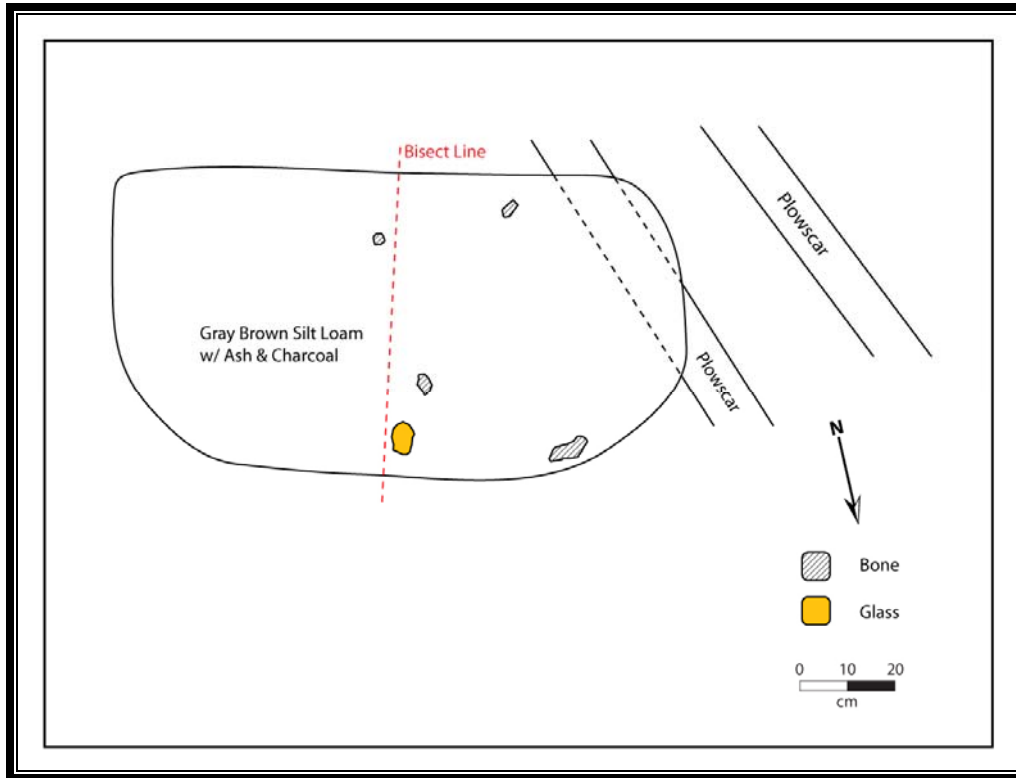 Bisect Line
Plowscar
Gray Brown Silt Loam
w/ Ash & Charcoal
Plowscar
N
Bone
Glass
0 10 20
cm